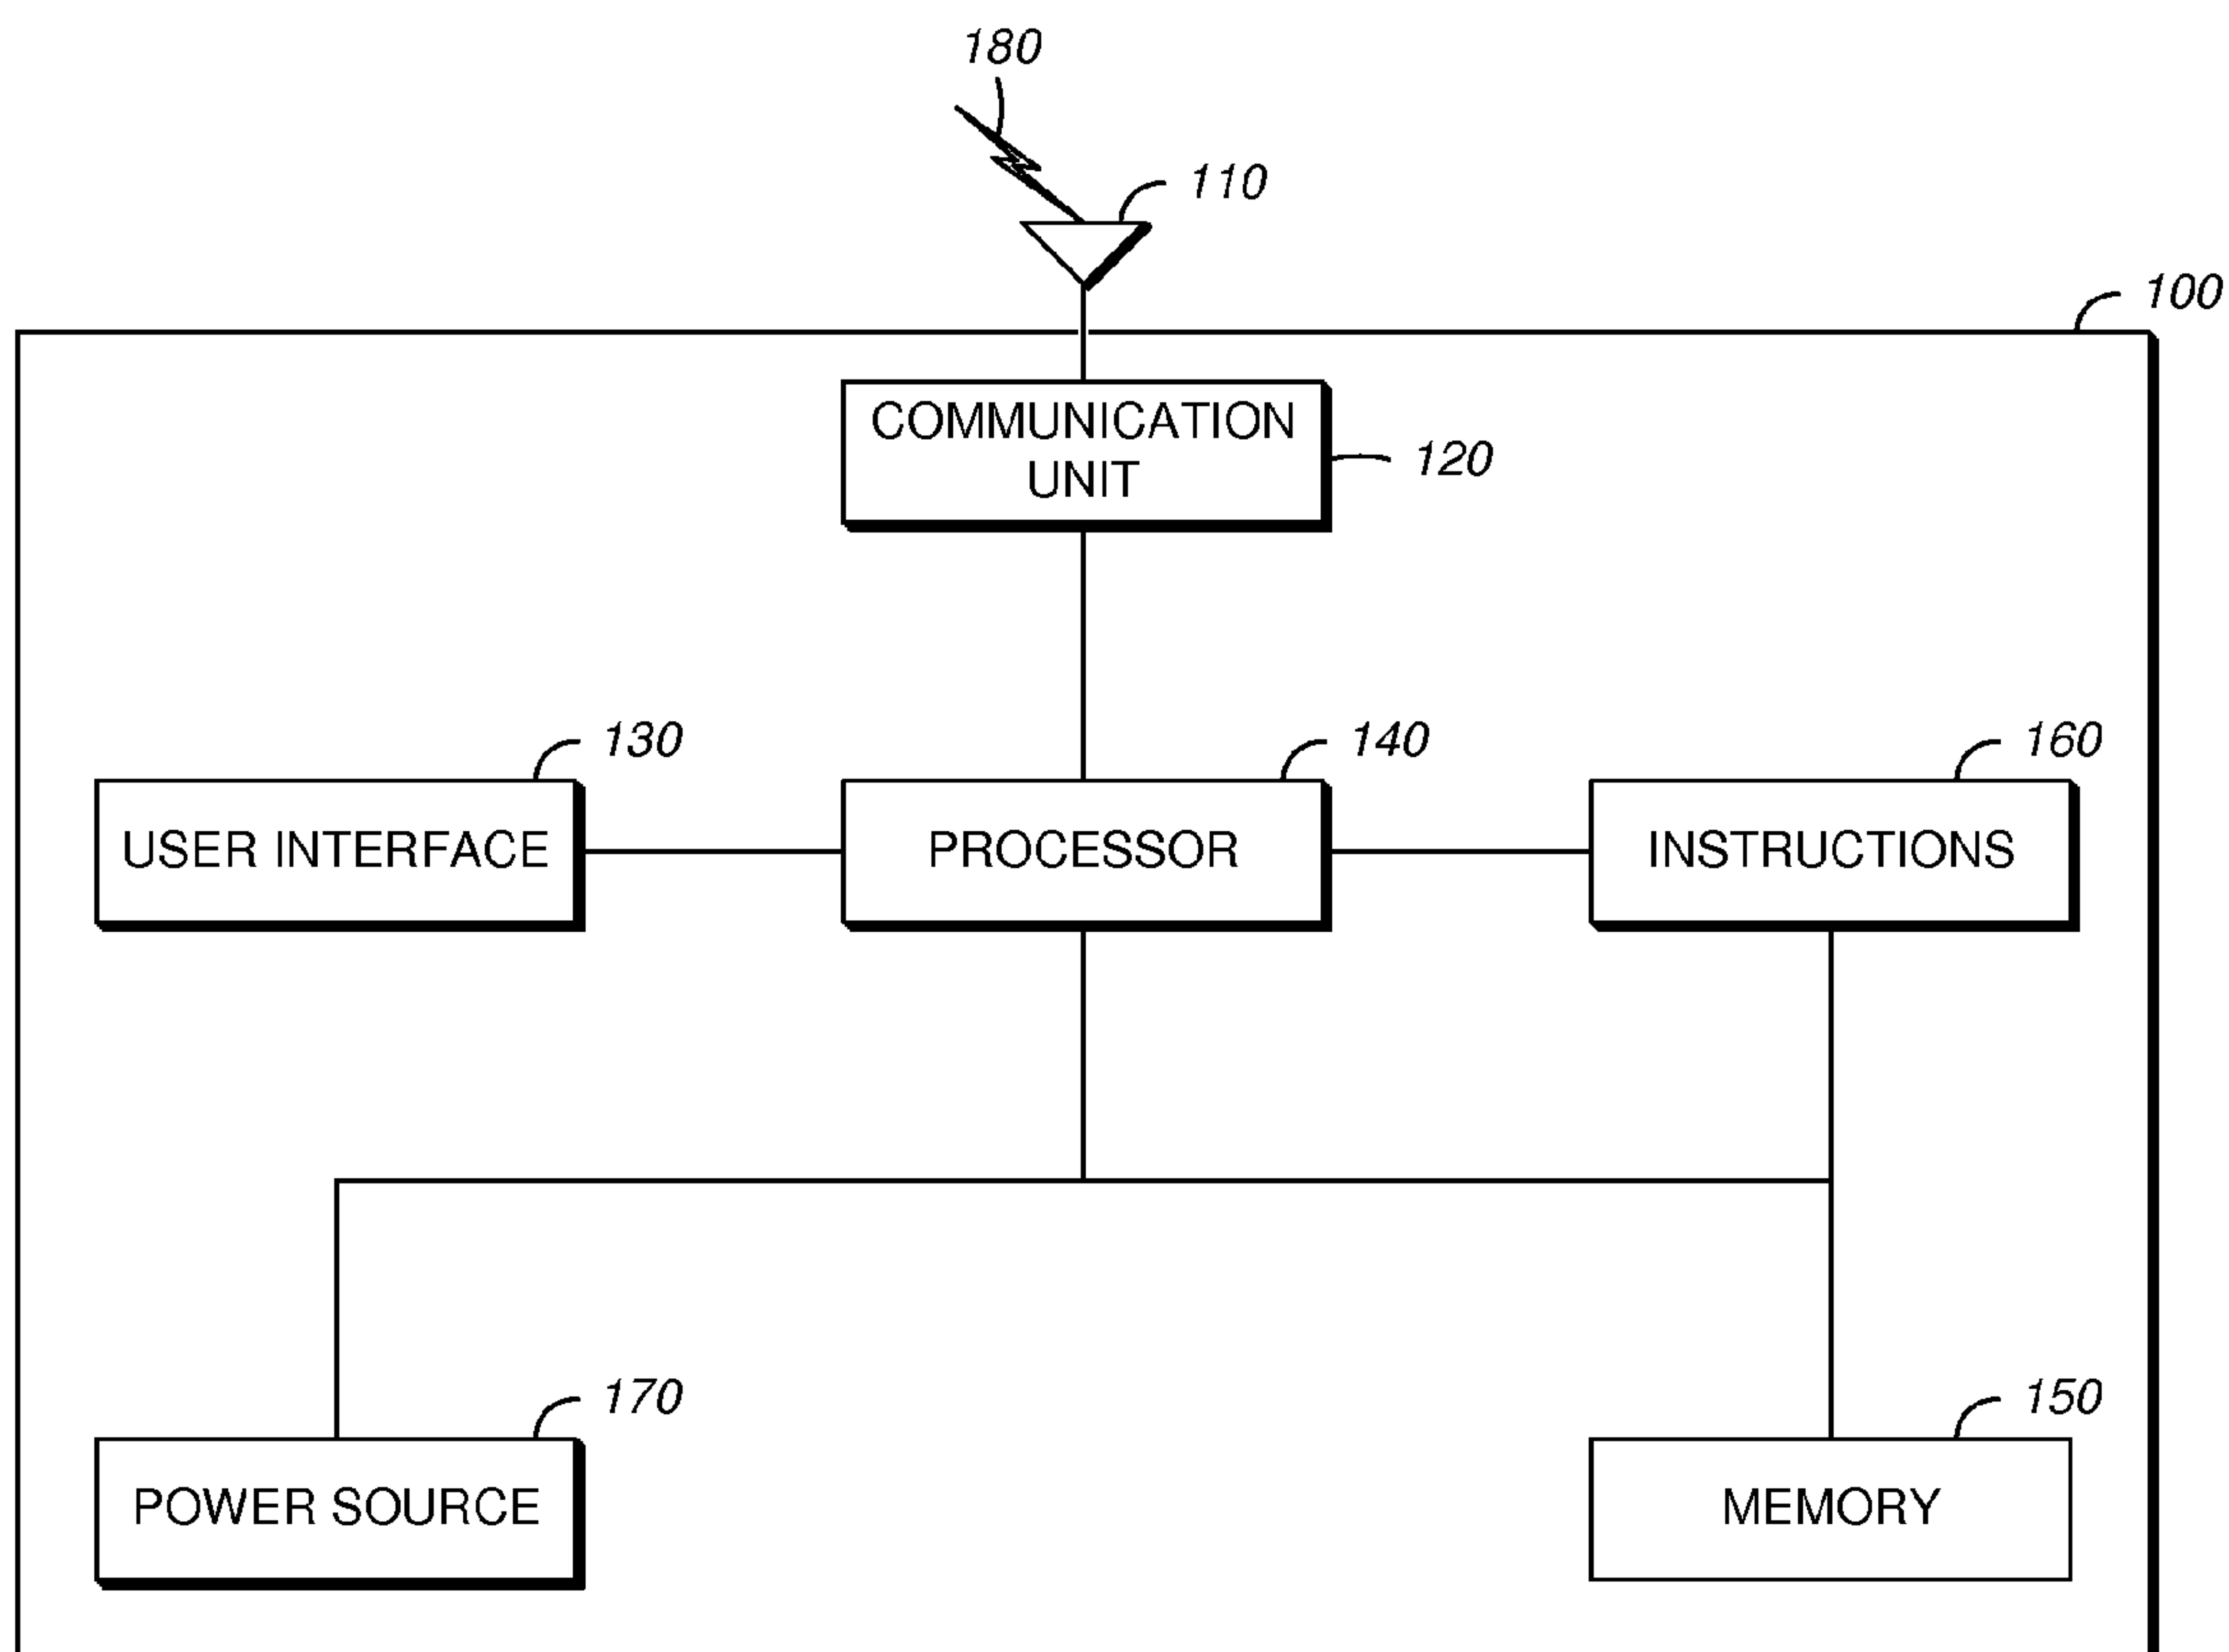 180
110
100
COMMUNICATION
UNIT
120
130
140
160
USER INTERFACE
PROCESSOR
INSTRUCTIONS
170
150
POWER SOURCE
MEMORY